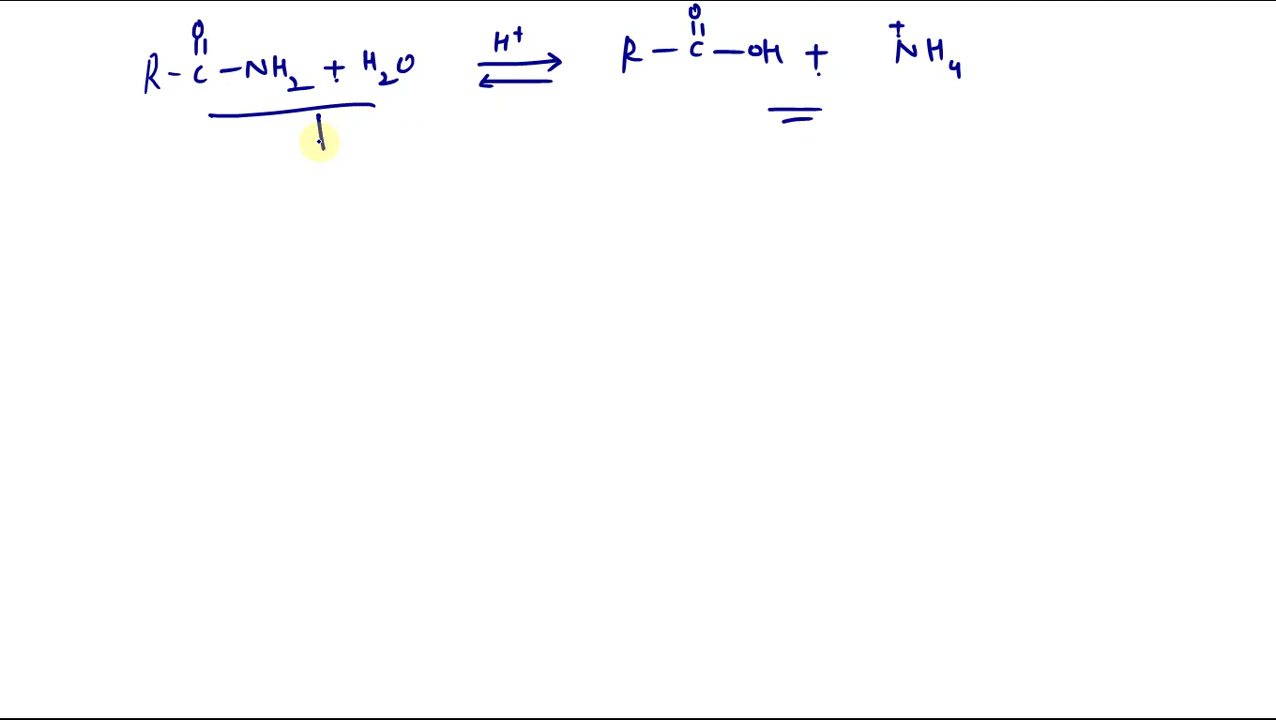 O O
|| ||
R - C - NH2 + H2O H+ ⇌ R - C - OH + +NH4